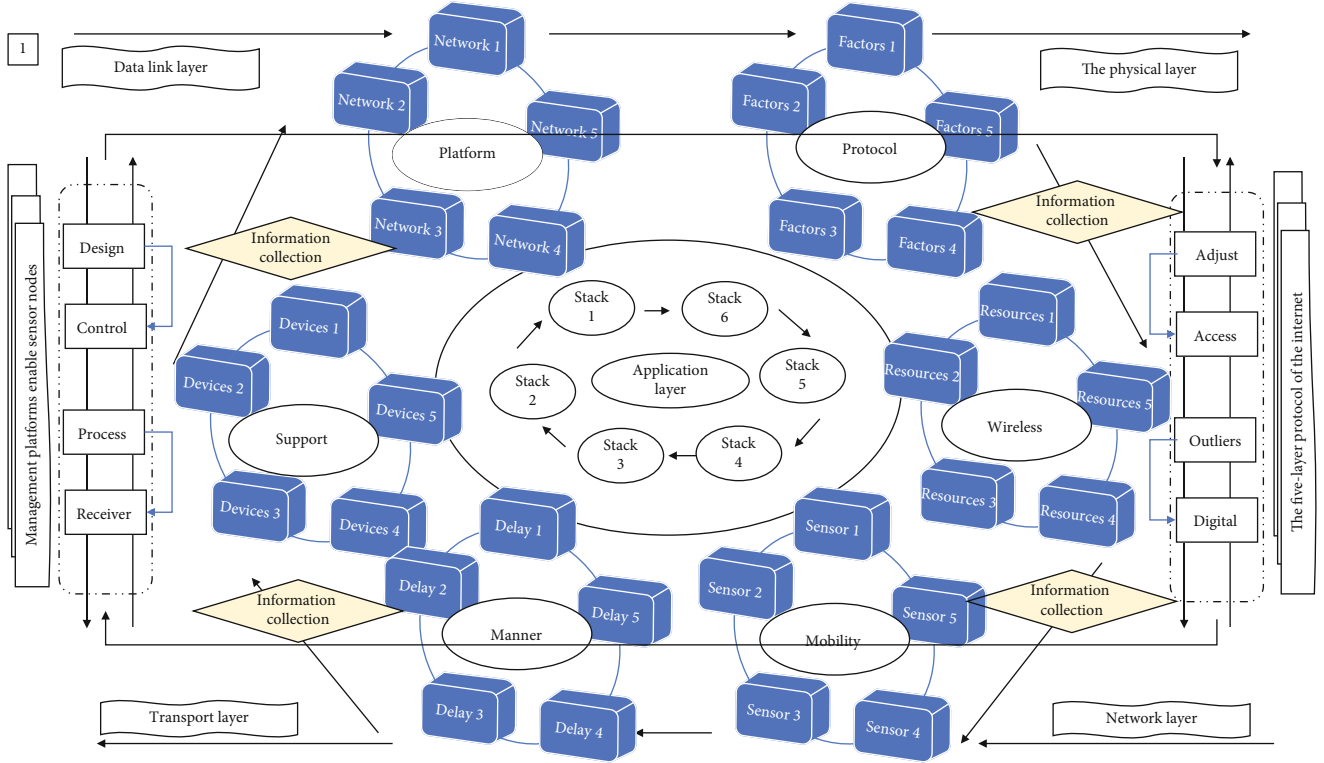 1
Data link layer
Network 1
Network 2
Network 5
Platform
Network 3
Network 4
Factors 1
Factors 2
Factors 5
Protocol
Factors 3
Factors 4
The physical layer
Management platforms enable sensor nodes
Design
Control
Process
Receiver
Information
collection
Information
collection
Adjust
Access
Outliers
Digital
The five-layer protocol of the internet
Devices 1
Devices 2
Devices 5
Support
Devices 3
Devices 4
Stack
1
Stack
6
Stack
5
Stack
4
Stack
3
Stack
2
Application
layer
Resources 1
Resources 2
Resources 5
Wireless
Resources 3
Resources 4
Information
collection
Delay 1
Delay 2
Delay 5
Manner
Delay 3
Delay 4
Sensor 1
Sensor 2
Sensor 5
Mobility
Sensor 3
Sensor 4
Information
collection
Transport layer
Network layer